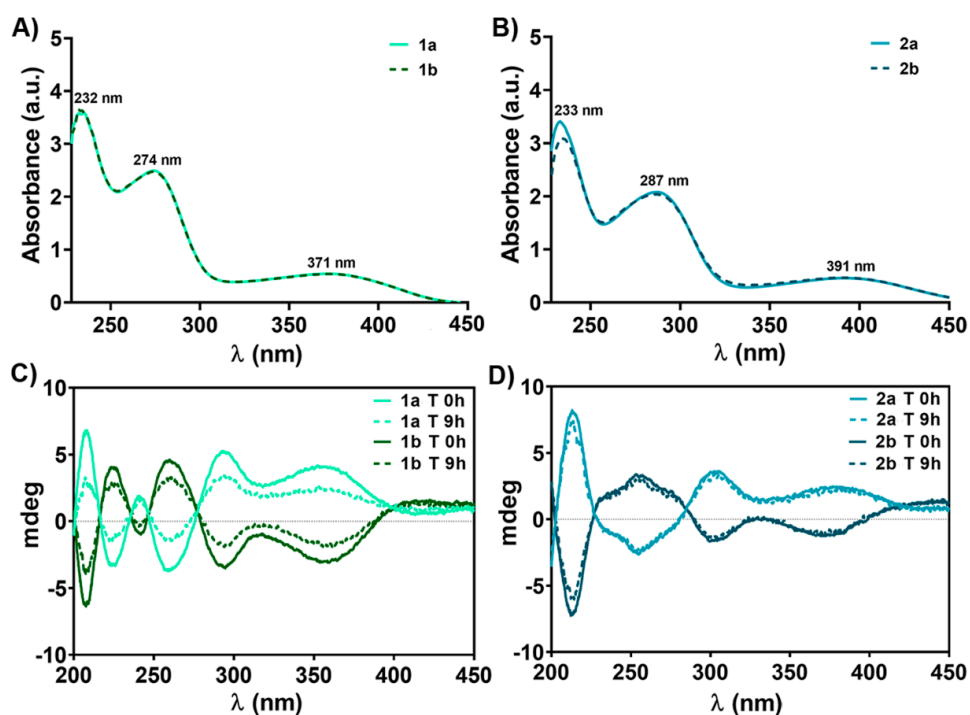 A)
Absorbance (a.u.)
5
4
3
2
1
0
232 nm
274 nm
371 nm
1a
1b
250 300 350 400 450
λ (nm)
B)
Absorbance (a.u.)
5
4
3
2
1
0
233 nm
287 nm
391 nm
2a
2b
250 300 350 400 450
λ (nm)
C)
mdeg
10
5
0
-5
-10
1a T 0h
1a T 9h
1b T 0h
1b T 9h
200 250 300 350 400 450
λ (nm)
D)
mdeg
10
5
0
-5
-10
2a T 0h
2a T 9h
2b T 0h
2b T 9h
200 250 300 350 400 450
λ (nm)